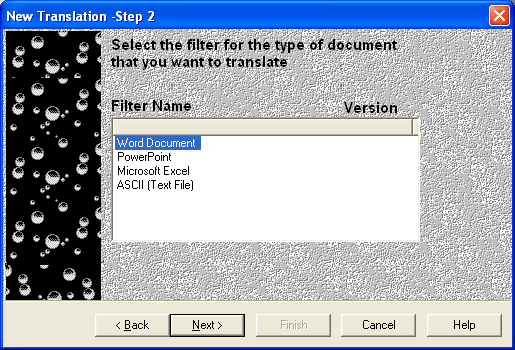 New Translation -Step 2
Select the filter for the type of document
that you want to translate
Filter Name Version
Word Document
PowerPoint
Microsoft Excel
ASCII (Text File)
< Back Next > Finish Cancel Help